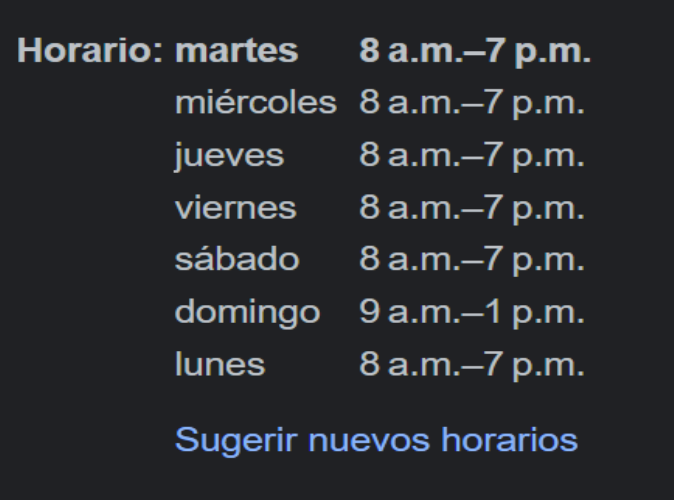 Horario: martes 8 a.m.–7 p.m.
miércoles 8 a.m.–7 p.m.
jueves 8 a.m.–7 p.m.
viernes 8 a.m.–7 p.m.
sábado 8 a.m.–7 p.m.
domingo 9 a.m.–1 p.m.
lunes 8 a.m.–7 p.m.
Sugerir nuevos horarios